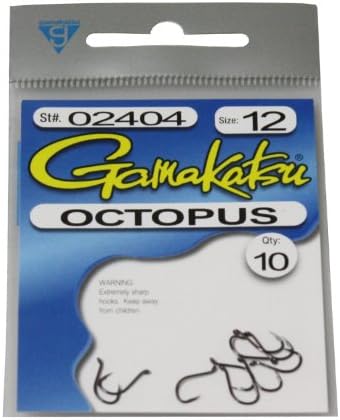 St#. 02404 Size: 12
Gamakatsu
OCTOPUS
Qty:
10
WARNING:
Extremely sharp
hooks. Keep away
from children